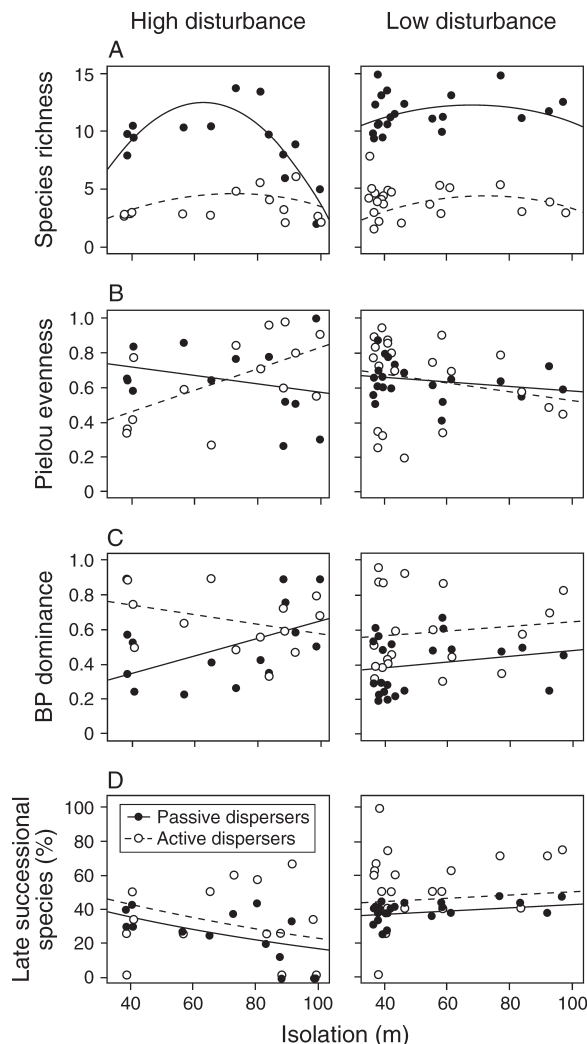 High disturbance Low disturbance
A
Species richness
15
10
5
0
B
Pielou evenness
1.0
0.8
0.6
0.4
0.2
0
C
BP dominance
1.0
0.8
0.6
0.4
0.2
0
D
Late successional
species (%)
100
80
60
40
20
0
Passive dispersers
Active dispersers
40 60 80 100 40 60 80 100
Isolation (m)